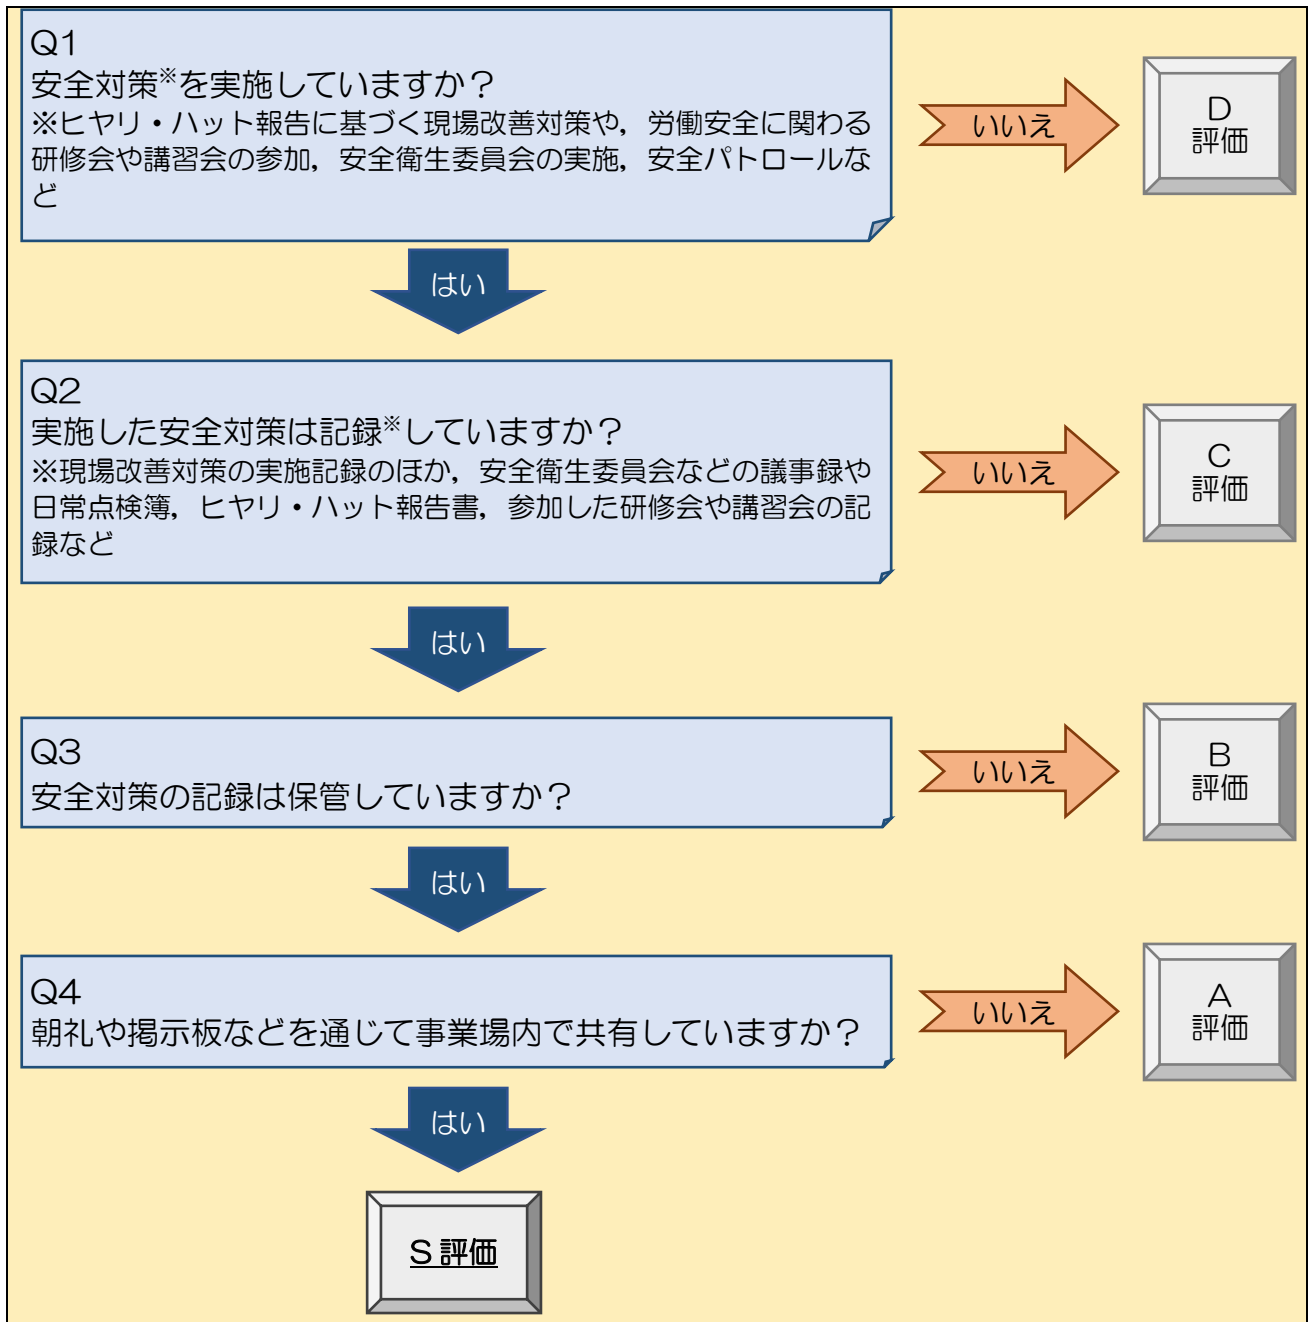 Q1
安全対策※を実施していますか？
※ヒヤリ・ハット報告に基づく現場改善対策や，労働安全に関わる
研修会や講習会の参加，安全衛生委員会の実施，安全パトロールな
ど
いいえ
D
評価
はい
Q2
実施した安全対策は記録※していますか？
※現場改善対策の実施記録のほか，安全衛生委員会などの議事録や
日常点検簿，ヒヤリ・ハット報告書，参加した研修会や講習会の記
録など
いいえ
C
評価
はい
Q3
安全対策の記録は保管していますか？
いいえ
B
評価
はい
Q4
朝礼や掲示板などを通じて事業場内で共有していますか？
いいえ
A
評価
はい
S評価